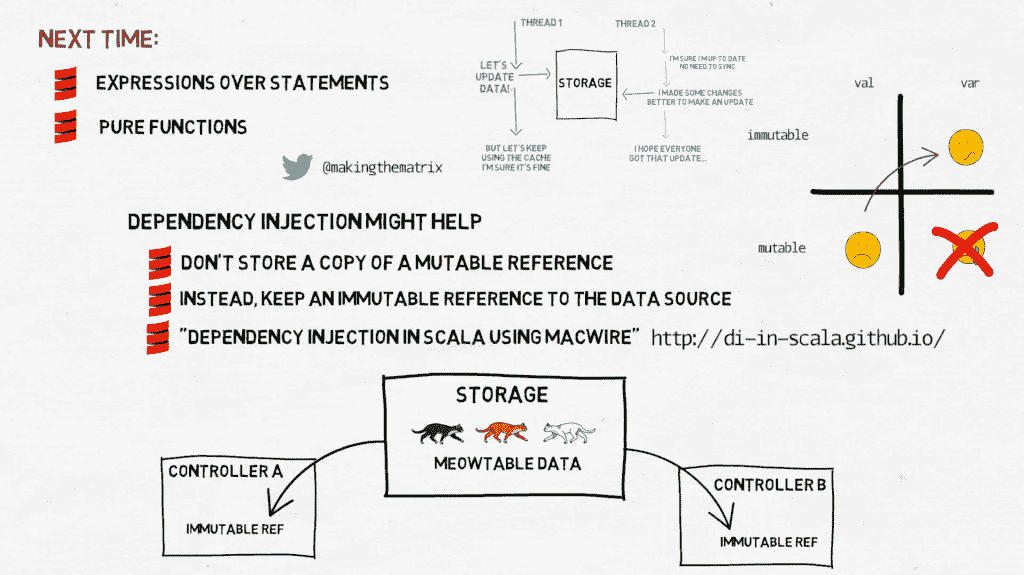 NEXT TIME:
EXPRESSIONS OVER STATEMENTS
PURE FUNCTIONS
@makingthematrix
THREAD 1
THREAD 2
LET'S
UPDATE
DATA!
STORAGE
I'M SURE I'M UP TO DATE
NO NEED TO SYNC
I MADE SOME CHANGES
BETTER TO MAKE AN UPDATE
BUT LET'S KEEP
USING THE CACHE
I'M SURE IT'S FINE
I HOPE EVERYONE
GOT THAT UPDATE...
val
var
immutable
mutable
DEPENDENCY INJECTION MIGHT HELP
DON'T STORE A COPY OF A MUTABLE REFERENCE
INSTEAD, KEEP AN IMMUTABLE REFERENCE TO THE DATA SOURCE
"DEPENDENCY INJECTION IN SCALA USING MACWIRE" http://di-in-scala.github.io/
STORAGE
MEOWTABLE DATA
CONTROLLER A
IMMUTABLE REF
CONTROLLER B
IMMUTABLE REF